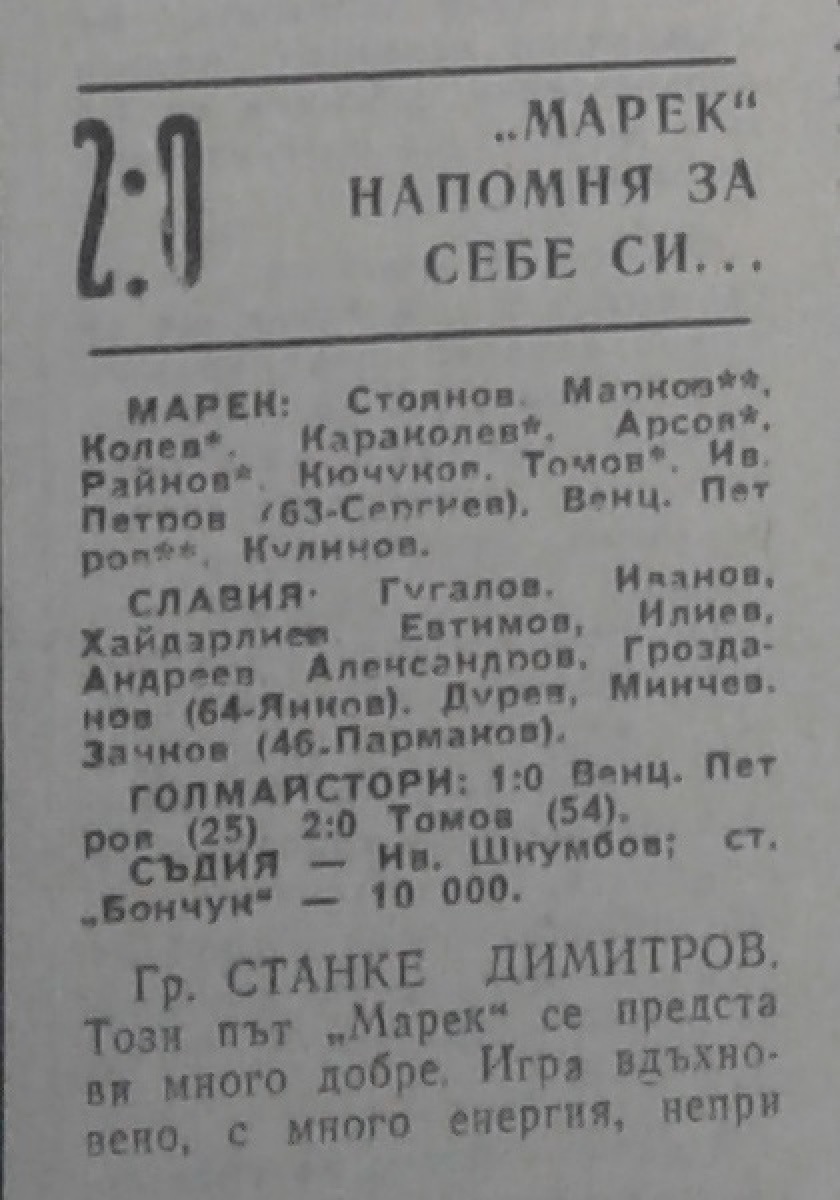 2:0
„МАРЕК“
НАПОМНЯ ЗА
СЕБЕ СИ...
МАРЕК: Стоянов, Марков**,
Колев*, Караколев*, Арсов*,
Райнов*, Кючуков, Томов*, Ив.
Петров (63-Сергиев), Венц. Пет
ров**, Кулинов.
СЛАВИЯ: Гугалов, Иванов,
Хайдарлиев, Евтимов, Илиев,
Андреев, Александров, Грозда-
нов (64-Янков), Дурев, Минчев,
Зачков (46-Парманов).
ГОЛМАЙСТОРИ: 1:0 Венц. Пет
ров (25), 2:0 Томов (54).
СЪДИЯ — Ив. Шкумбов; ст.
„Бончук“ — 10 000.
Гр. СТАНКЕ ДИМИТРОВ.
Този път „Марек“ се предста
ви много добре. Игра вдъхно-
вено, с много енергия, непри